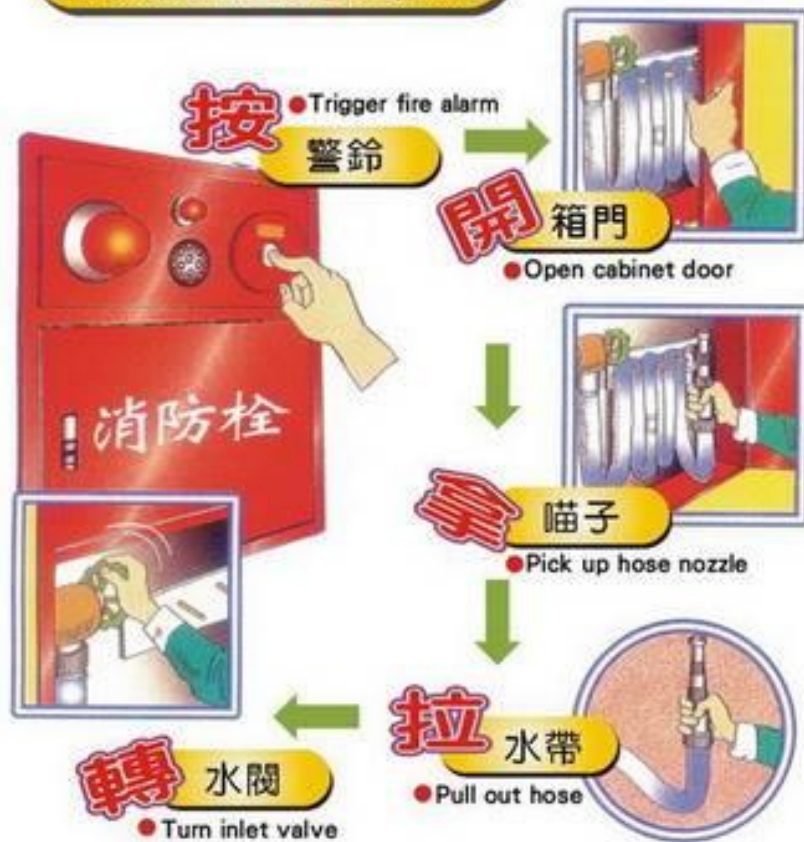 按 警鈴
●Trigger fire alarm
開 箱門
●Open cabinet door
消防栓
拿 喵子
●Pick up hose nozzle
拉 水帶
●Pull out hose
轉 水閥
●Turn inlet valve